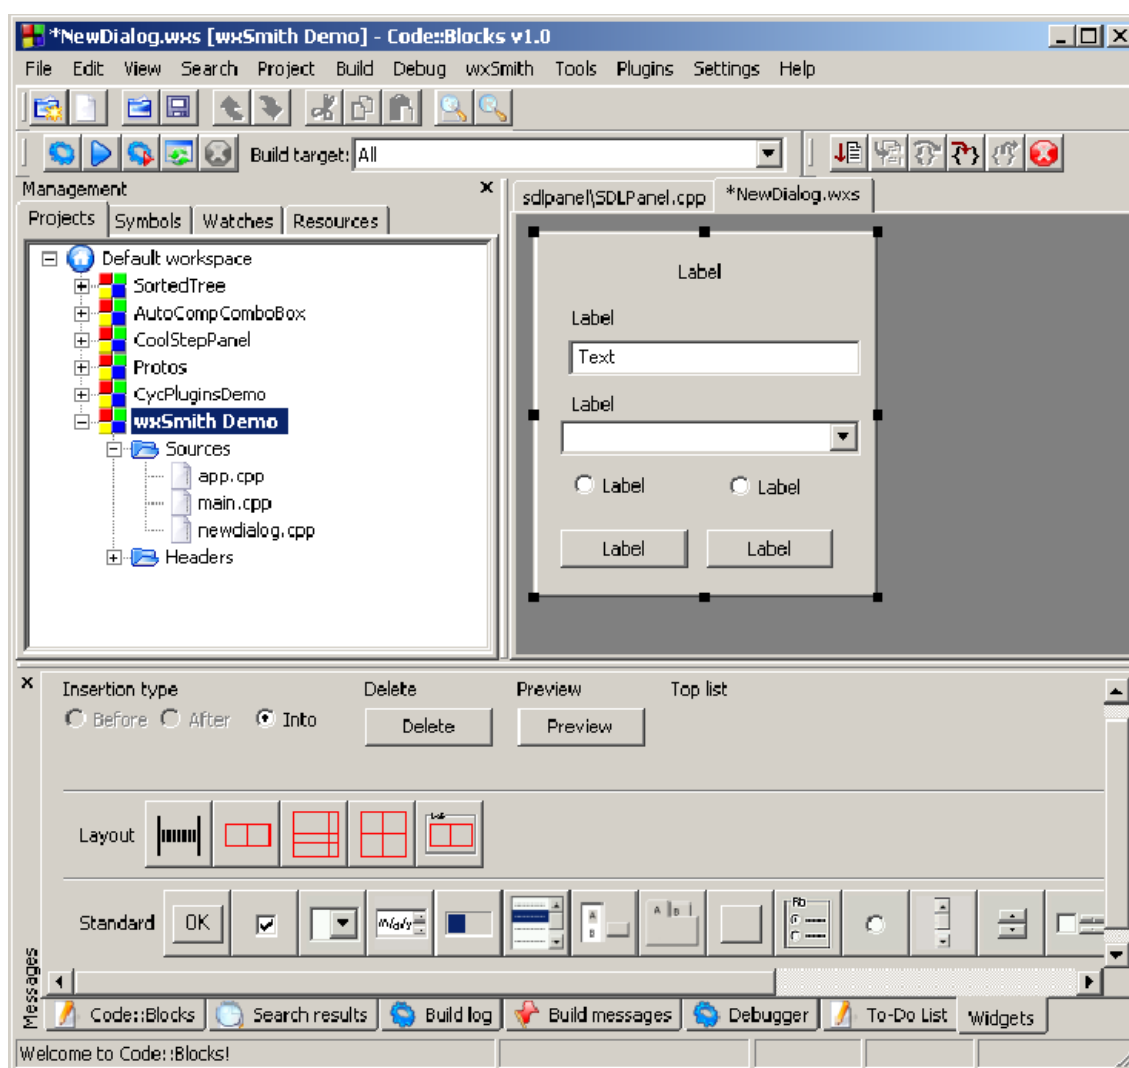 *NewDialog.wxs [wxSmith Demo] - Code::Blocks v1.0
File Edit View Search Project Build Debug wxSmith Tools Plugins Settings Help
Build target: All
Management
sdlpanel\SDLPanel.cpp *NewDialog.wxs
Projects Symbols Watches Resources
Default workspace
SortedTree
AutoCompComboBox
CoolStepPanel
Protos
CycPluginsDemo
wxSmith Demo
Sources
app.cpp
main.cpp
newdialog.cpp
Headers
Label
Label
Text
Label
Label Label
Label Label
Insertion type Delete Preview Top list
Before After Into Delete Preview
Layout
Standard OK m/d/y A B A B Rb
Messages
Code::Blocks Search results Build log Build messages Debugger To-Do List Widgets
Welcome to Code::Blocks!